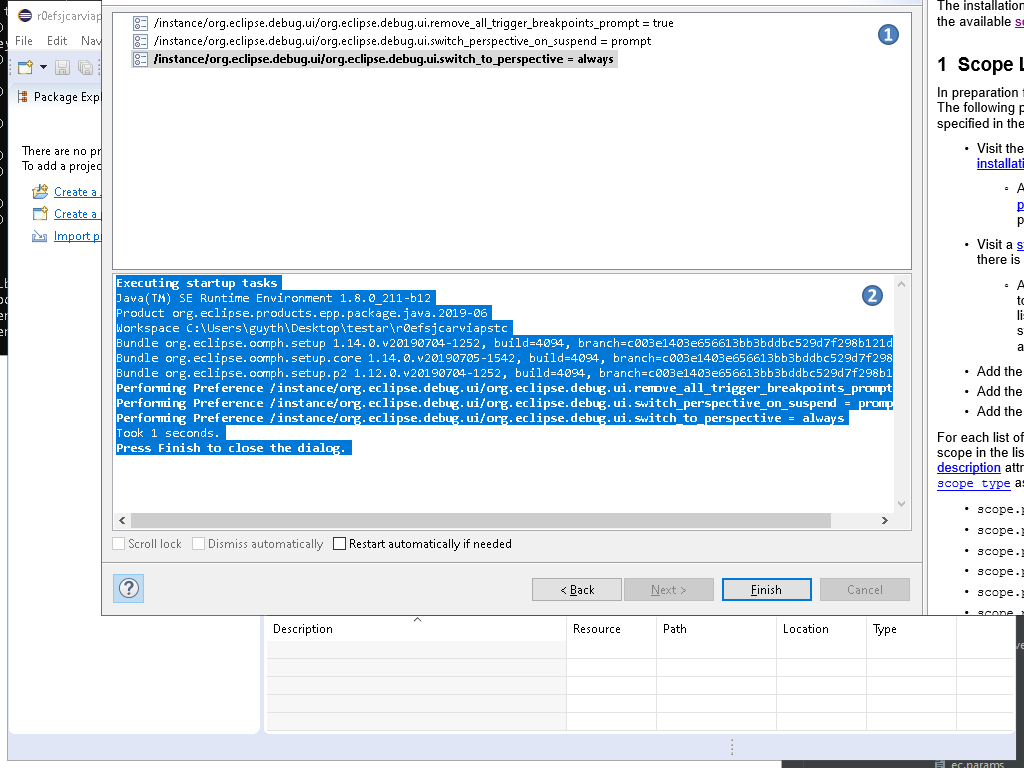 r0efsjcarviap
File Edit Nav
Package Expl
There are no pr
To add a projec
Create a
Create a
Import p
/instance/org.eclipse.debug.ui/org.eclipse.debug.ui.remove_all_trigger_breakpoints_prompt = true
/instance/org.eclipse.debug.ui/org.eclipse.debug.ui.switch_perspective_on_suspend = prompt
/instance/org.eclipse.debug.ui/org.eclipse.debug.ui.switch_to_perspective = always
1
Executing startup tasks
Java(TM) SE Runtime Environment 1.8.0_211-b12
Product org.eclipse.products.epp.package.java.2019-06
Workspace C:\Users\guyth\Desktop\testar\r0efsjcarviapstc
Bundle org.eclipse.oomph.setup 1.14.0.v20190704-1252, build=4094, branch=c003e1403e656613bb3bddbc529d7f298b121d
Bundle org.eclipse.oomph.setup.core 1.14.0.v20190705-1542, build=4094, branch=c003e1403e656613bb3bddbc529d7f298
Bundle org.eclipse.oomph.setup.p2 1.12.0.v20190704-1252, build=4094, branch=c003e1403e656613bb3bddbc529d7f298b1
Performing Preference /instance/org.eclipse.debug.ui/org.eclipse.debug.ui.remove_all_trigger_breakpoints_prompt
Performing Preference /instance/org.eclipse.debug.ui/org.eclipse.debug.ui.switch_perspective_on_suspend = promp
Performing Preference /instance/org.eclipse.debug.ui/org.eclipse.debug.ui.switch_to_perspective = always
Took 1 seconds.
Press Finish to close the dialog.
2
Scroll lock Dismiss automatically Restart automatically if needed
? < Back Next > Finish Cancel
Description Resource Path Location Type
The installation
the available s
1 Scope L
In preparation f
The following p
specified in the
• Visit the
installati
◦ A
p
p
• Visit a s
there is
◦ A
to
li
s
a
• Add the
• Add the
• Add the
For each list of
scope in the lis
description attr
scope type as
• scope.p
• scope.p
• scope.p
• scope.p
• scope.p
• scope.p
ec.params